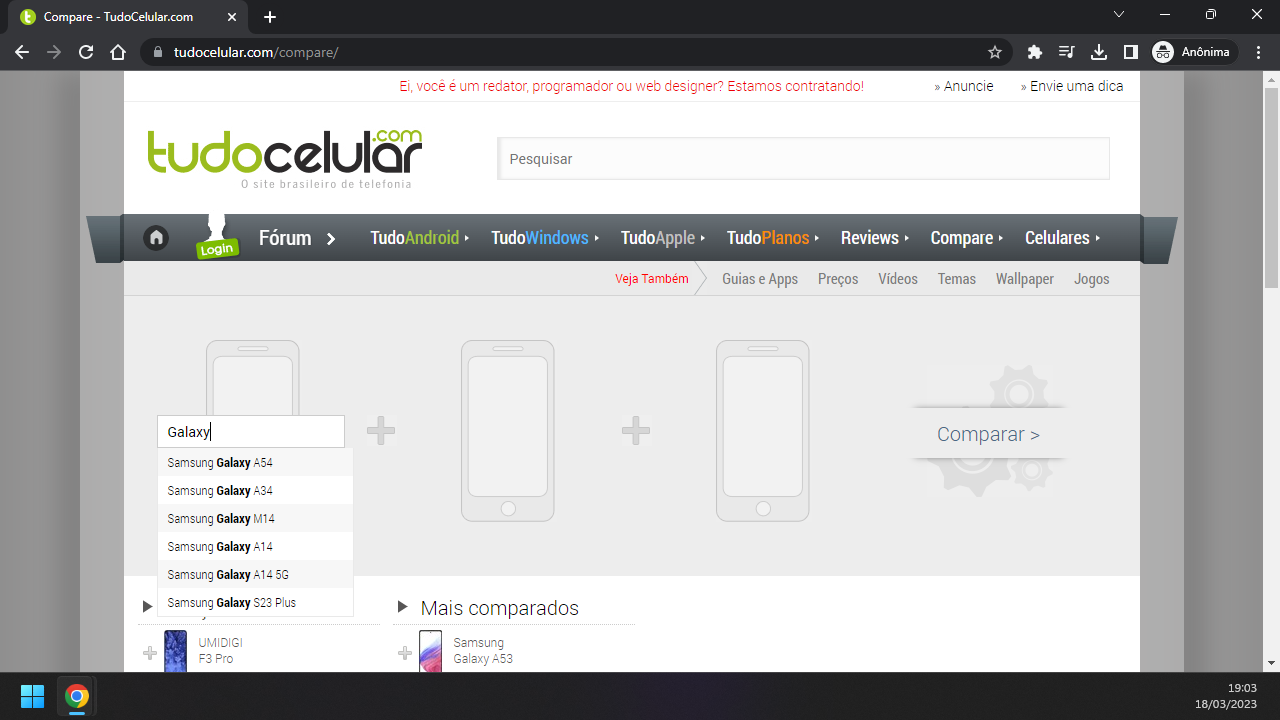 Compare - TudoCelular.com
tudocelular.com/compare/
Anônima
Ei, você é um redator, programador ou web designer? Estamos contratando!
» Anuncie
» Envie uma dica
tudocelular.com
O site brasileiro de telefonia
Pesquisar
Login
Fórum
TudoAndroid
TudoWindows
TudoApple
TudoPlanos
Reviews
Compare
Celulares
Veja Também
Guias e Apps
Preços
Vídeos
Temas
Wallpaper
Jogos
Galaxy
Samsung Galaxy A54
Samsung Galaxy A34
Samsung Galaxy M14
Samsung Galaxy A14
Samsung Galaxy A14 5G
Samsung Galaxy S23 Plus
Comparar >
Mais comparados
UMIDIGI
F3 Pro
Samsung
Galaxy A53
19:03
18/03/2023